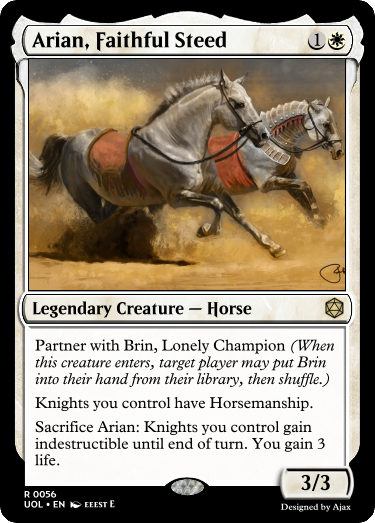 Arian, Faithful Steed 1
Legendary Creature — Horse
Partner with Brin, Lonely Champion (When
this creature enters, target player may put Brin
into their hand from their library, then shuffle.)
Knights you control have Horsemanship.
Sacrifice Arian: Knights you control gain
indestructible until end of turn. You gain 3
life.
3/3
R 0056
UOL • EN EEEST E
Designed by Ajax